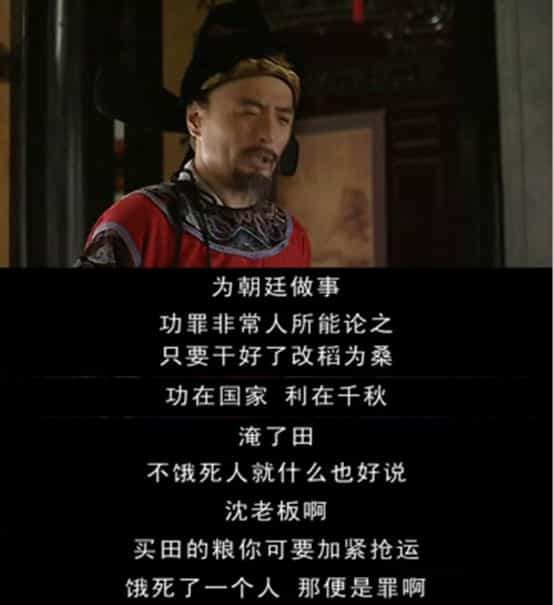 为朝廷做事
功罪非常人所能论之
只要干好了改稻为桑
功在国家 利在千秋
淹了田
不饿死人就什么也好说
沈老板啊
买田的粮你可要加紧抢运
饿死了一个人 那便是罪啊